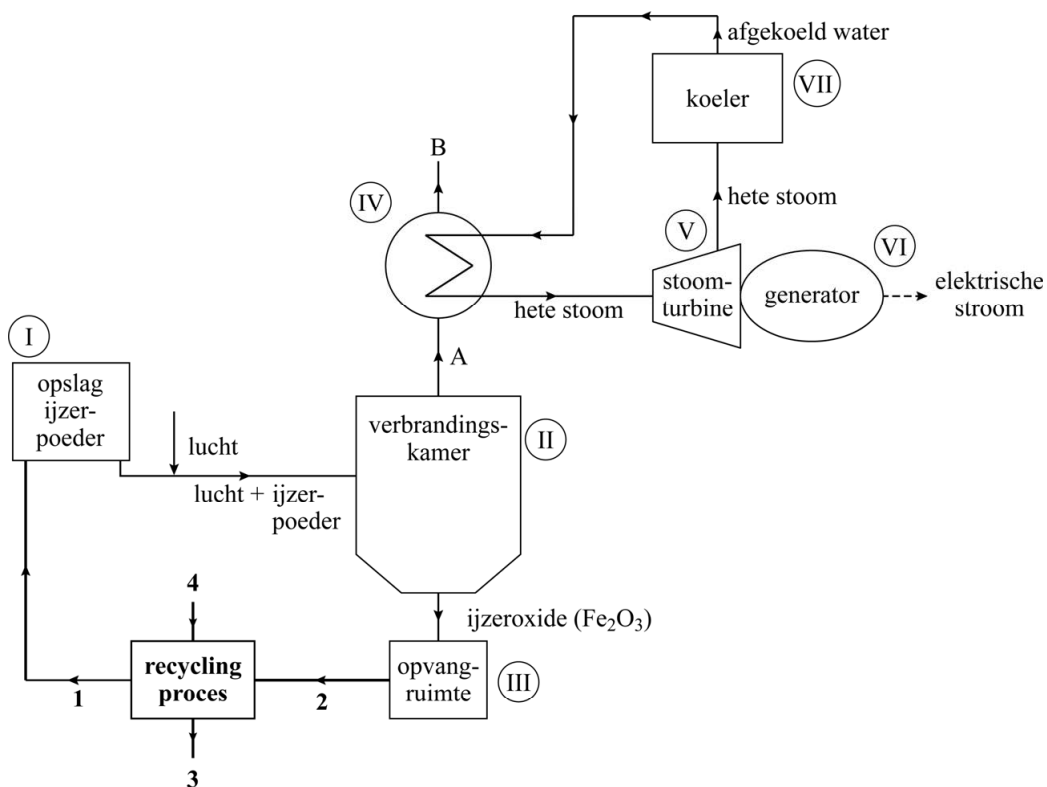 afgekoeld water
koeler
VII
B
IV
hete stoom
V
VI
stoom-
turbine
generator
elektrische
stroom
hete stoom
I
A
opslag
ijzer-
poeder
verbrandings-
kamer
II
lucht
lucht + ijzer-
poeder
4
ijzeroxide (Fe₂O₃)
recycling
proces
opvang-
ruimte
III
1
2
3